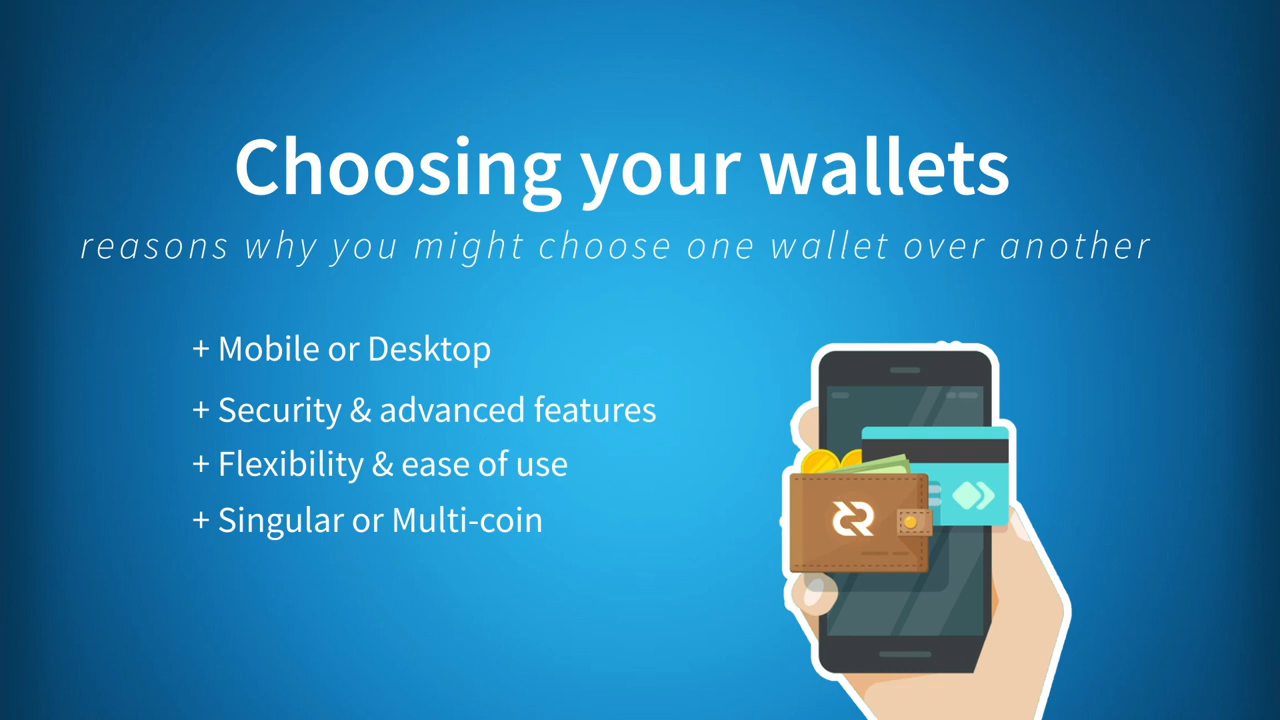 Choosing your wallets
reasons why you might choose one wallet over another
+ Mobile or Desktop
+ Security & advanced features
+ Flexibility & ease of use
+ Singular or Multi-coin